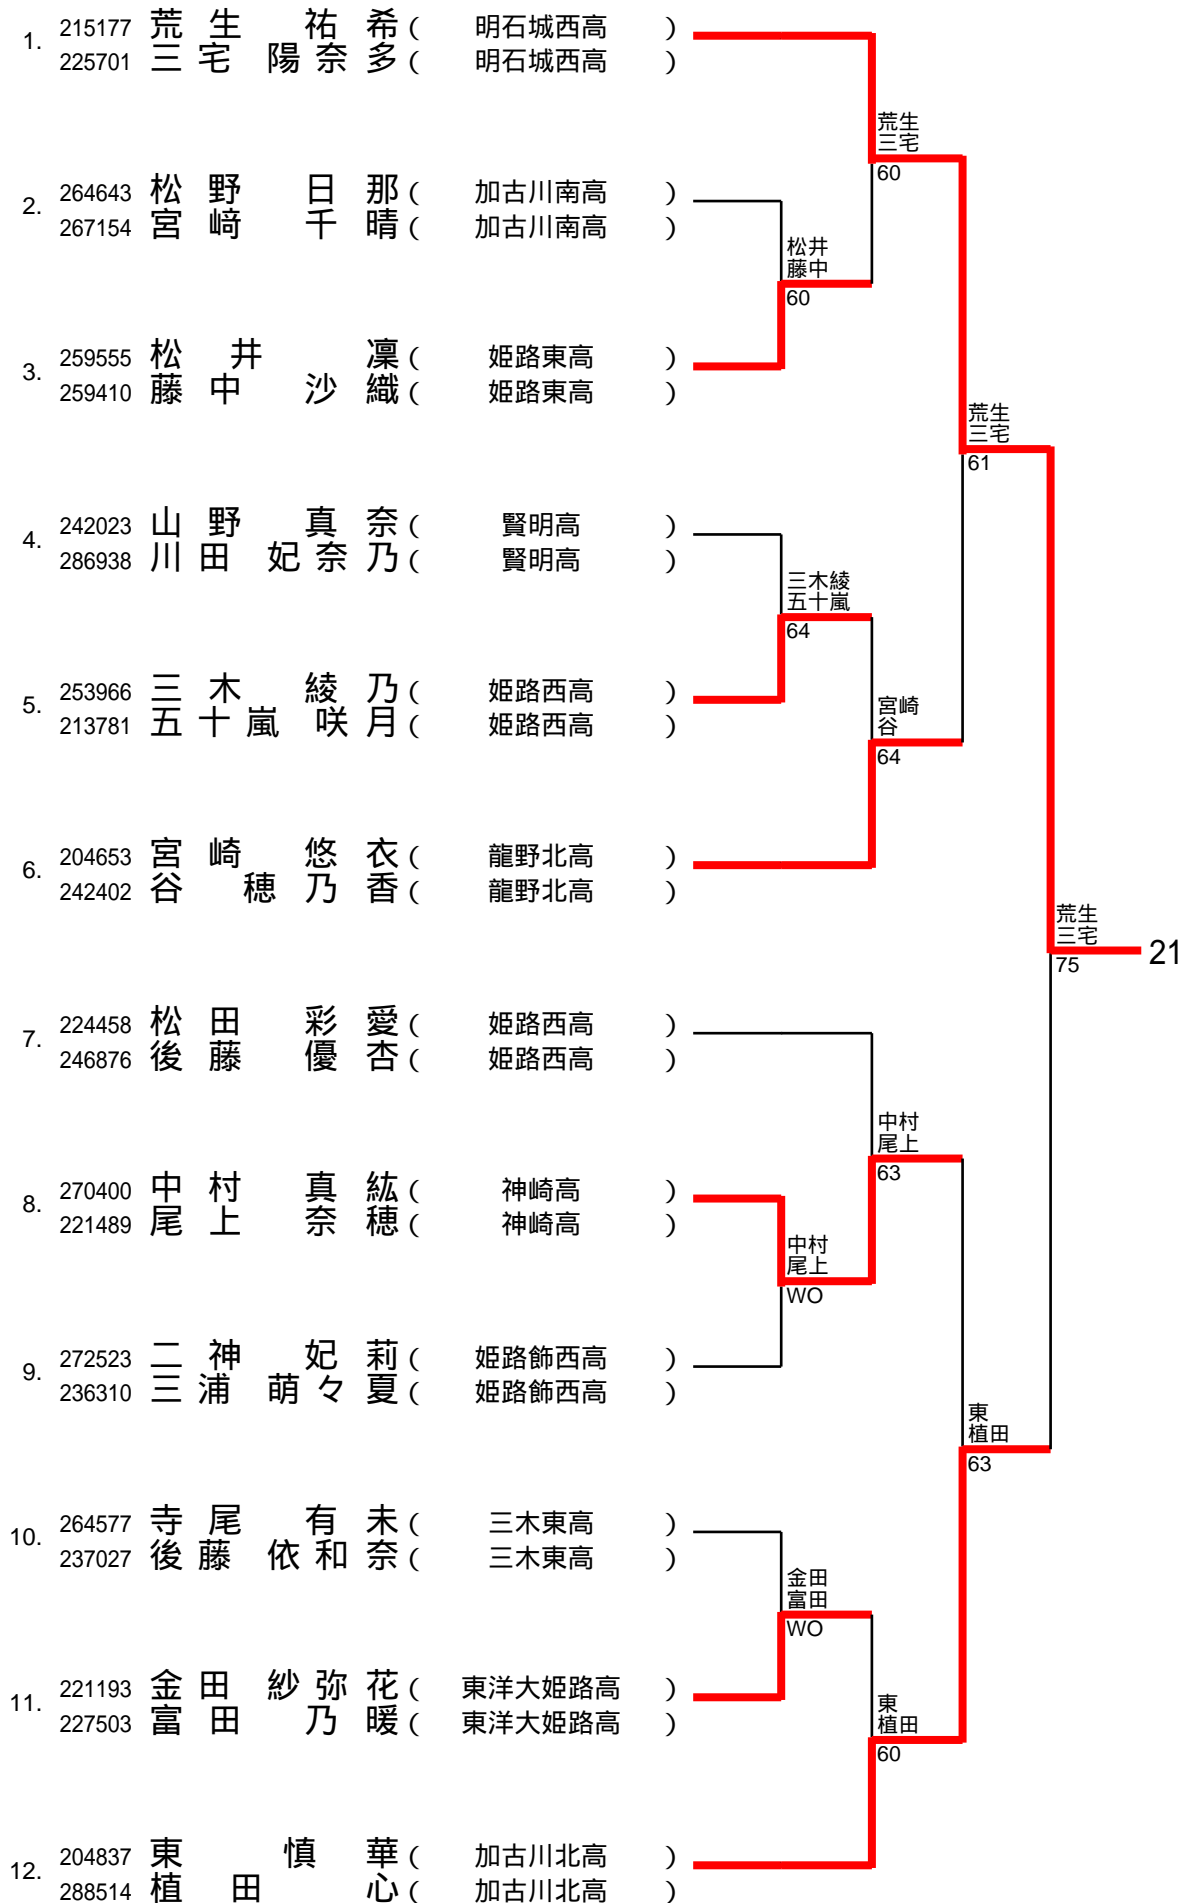 1. 215177 荒生 祐希 ( 明石城西高 )
225701 三宅 陽奈多 ( 明石城西高 )
荒生
三宅
60
2. 264643 松野 日那 ( 加古川南高 )
267154 宮﨑 千晴 ( 加古川南高 )
松井
藤中
60
3. 259555 松井 凜 ( 姫路東高 )
259410 藤中 沙織 ( 姫路東高 )
荒生
三宅
61
4. 242023 山野 真奈 ( 賢明高 )
286938 川田 妃奈乃 ( 賢明高 )
三木綾
五十嵐
64
5. 253966 三木 綾乃 ( 姫路西高 )
213781 五十嵐 咲月 ( 姫路西高 )
宮崎
谷
64
6. 204653 宮崎 悠衣 ( 龍野北高 )
242402 谷 穂乃香 ( 龍野北高 )
荒生
三宅
75
21
7. 224458 松田 彩愛 ( 姫路西高 )
246876 後藤 優杏 ( 姫路西高 )
中村
尾上
63
8. 270400 中村 真紘 ( 神崎高 )
221489 尾上 奈穂 ( 神崎高 )
中村
尾上
WO
9. 272523 二神 妃莉 ( 姫路飾西高 )
236310 三浦 萌々夏 ( 姫路飾西高 )
東
植田
63
10. 264577 寺尾 有未 ( 三木東高 )
237027 後藤 依和奈 ( 三木東高 )
金田
富田
WO
11. 221193 金田 紗弥花 ( 東洋大姫路高 )
227503 富田 乃暖 ( 東洋大姫路高 )
東
植田
60
12. 204837 東 慎華 ( 加古川北高 )
288514 植田 心 ( 加古川北高 )